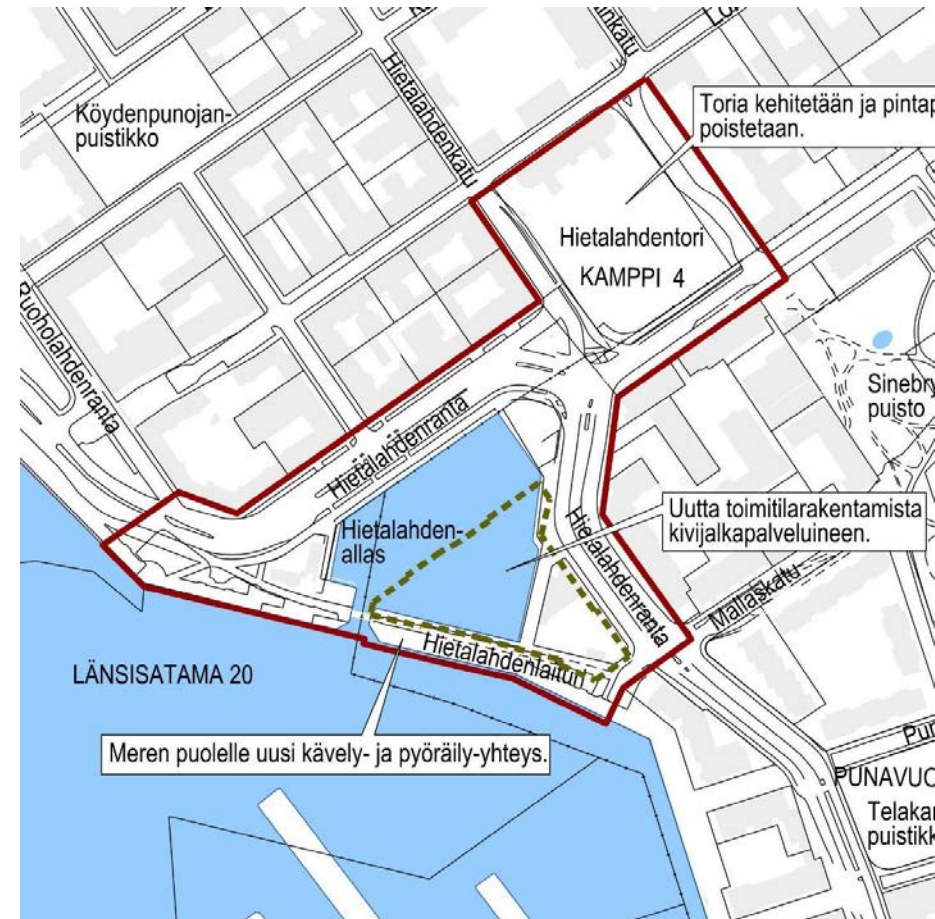 Hietalahdenkatu
Köydenpunojan-
puistikko
Toria kehitetään ja pintap
poistetaan.
Hietalahdentori
KAMPPI 4
Ruoholahdenranta
Sinebry
puisto
Hietalahdenranta
Hietalahden-
allas
Uutta toimitilarakentamista
kivijalkapalveluineen.
Hietalahdenranta
Mallaskatu
Hietalahdenlaituri
LÄNSISATAMA 20
Meren puolelle uusi kävely- ja pyöräily-yhteys.
Pur
PUNAVUO
Telakan
puistikk